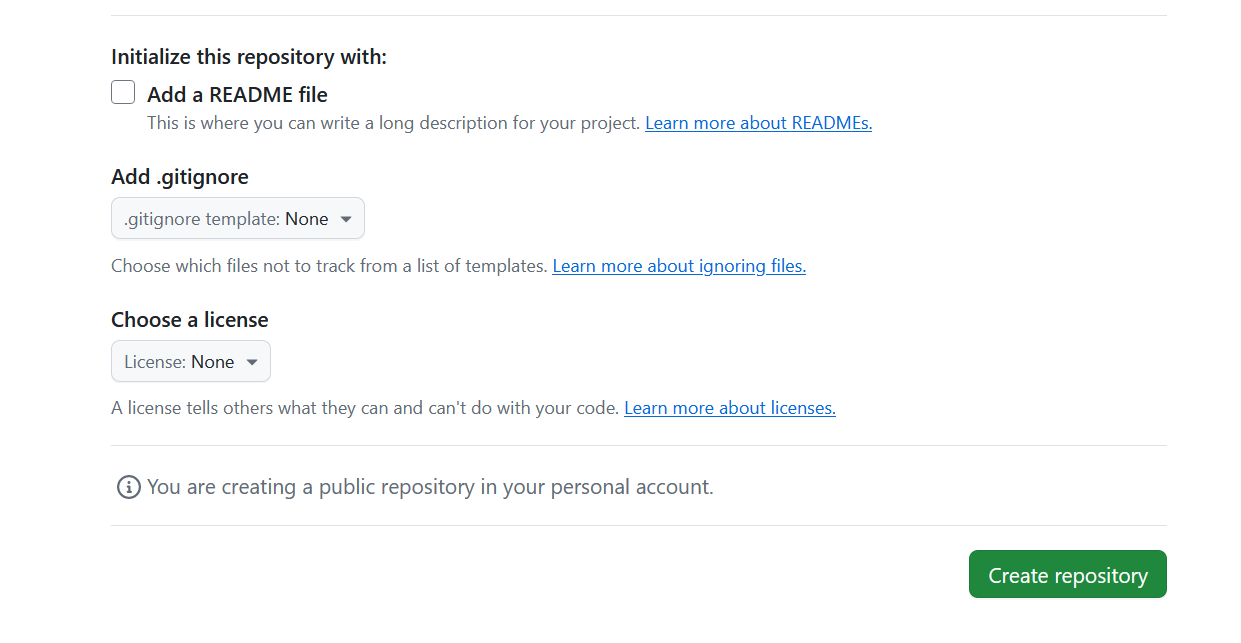 Initialize this repository with:
Add a README file
This is where you can write a long description for your project. Learn more about READMEs.
Add .gitignore
.gitignore template: None
Choose which files not to track from a list of templates. Learn more about ignoring files.
Choose a license
License: None
A license tells others what they can and can't do with your code. Learn more about licenses.
You are creating a public repository in your personal account.
Create repository